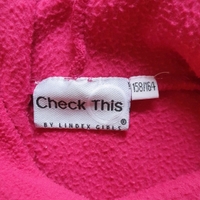 Check This
BY LINDEX GIRLS
158/164